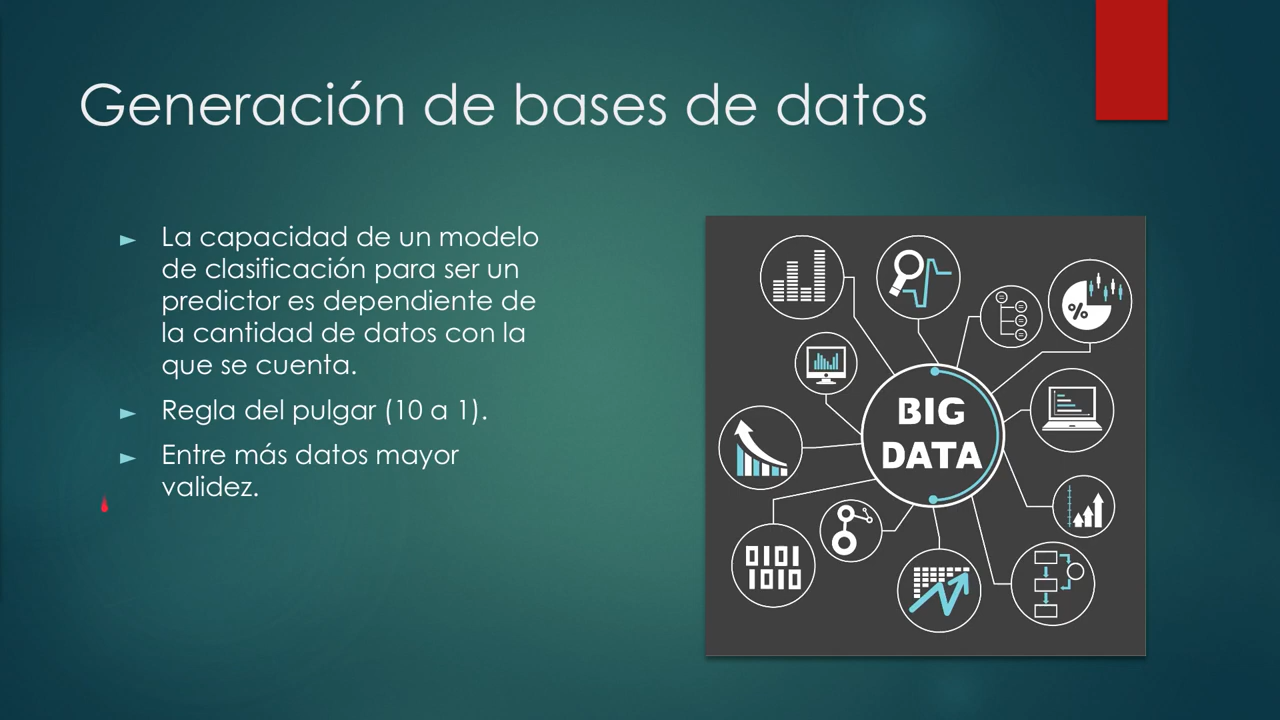 Generación de bases de datos
► La capacidad de un modelo
de clasificación para ser un
predictor es dependiente de
la cantidad de datos con la
que se cuenta.
► Regla del pulgar (10 a 1).
► Entre más datos mayor
validez.
%
BIG
DATA
0101
1010